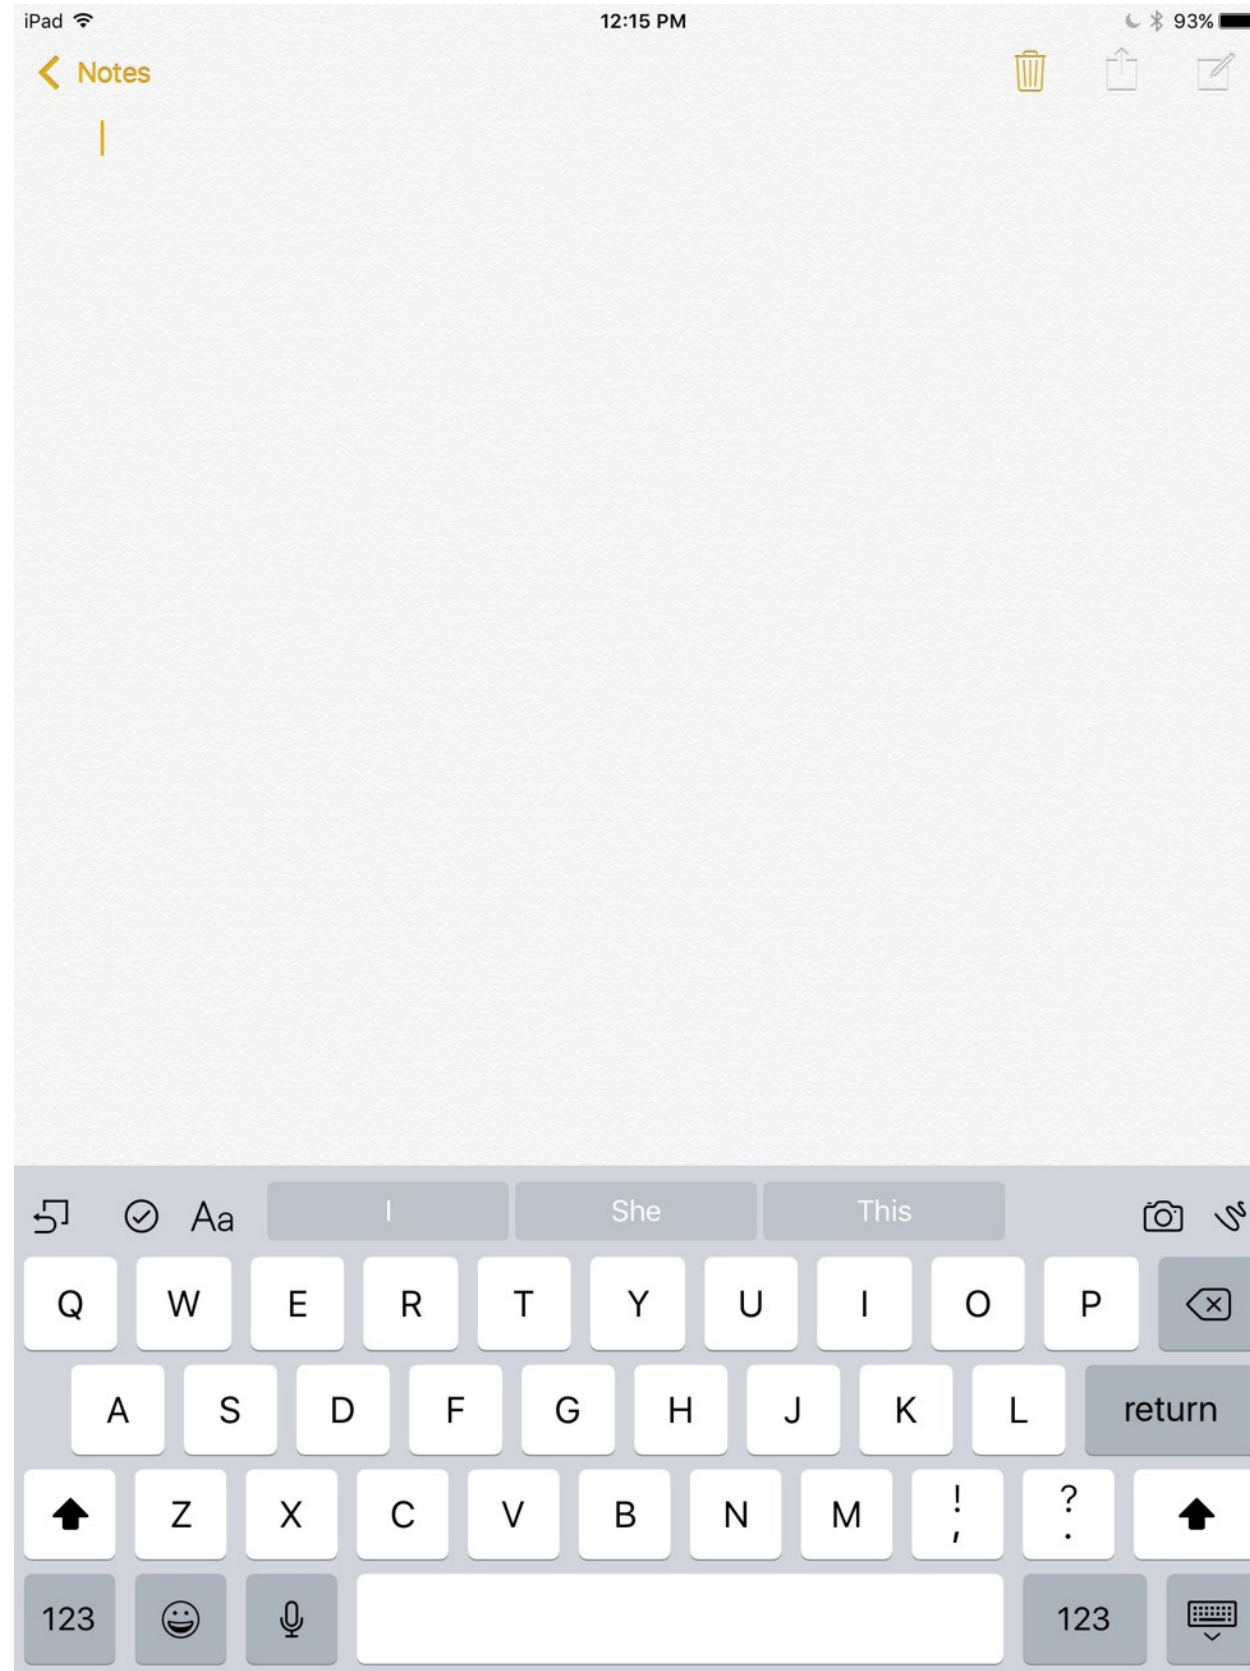 iPad 12:15 PM 93%
Notes
Aa I She This
Q W E R T Y U I O P
A S D F G H J K L return
Z X C V B N M ! , ? .
123 123